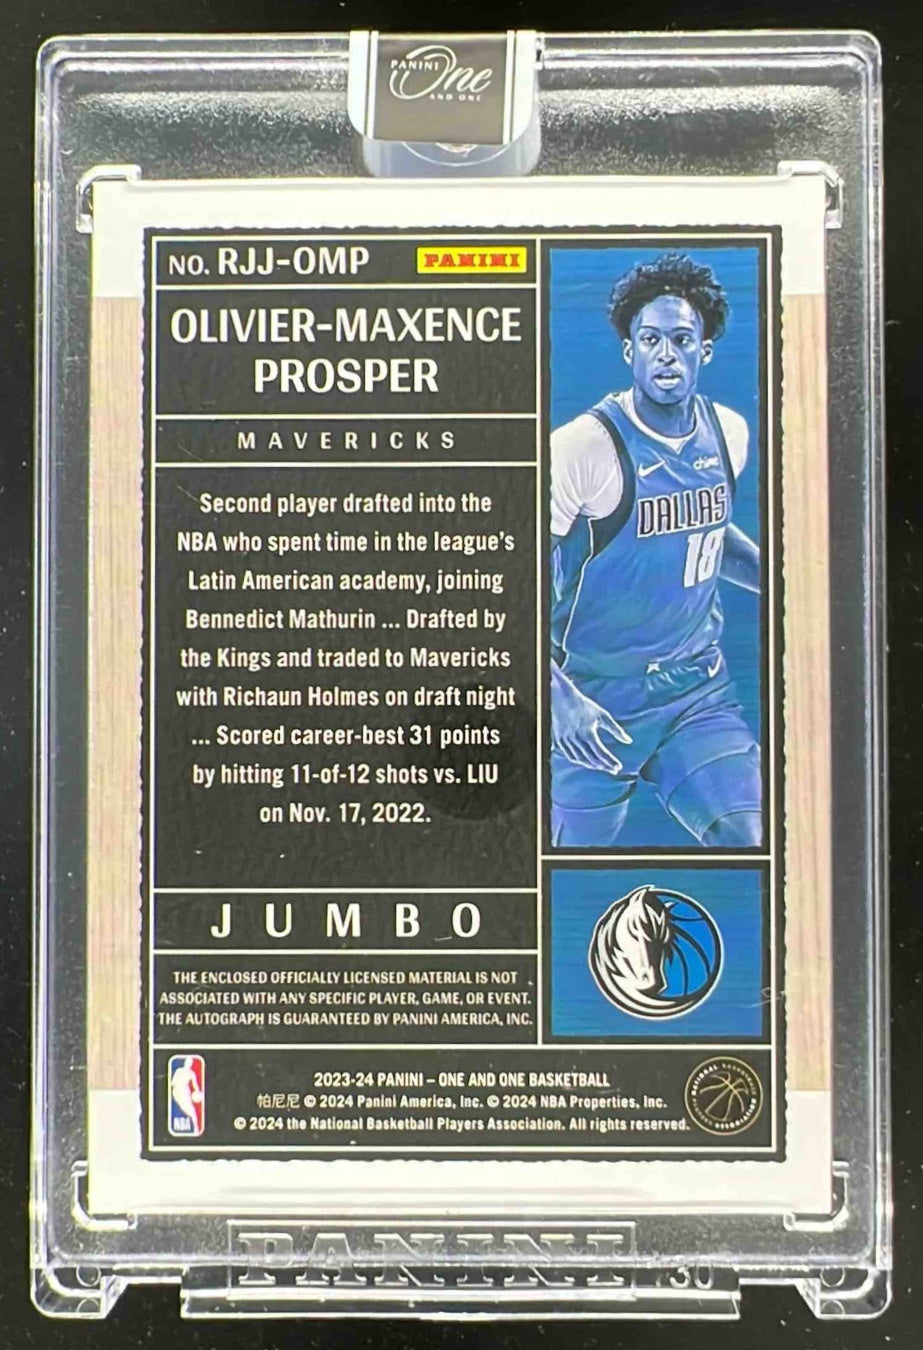 PANINI
One
AND ONE
NO. RJJ-OMP
PANINI
OLIVIER-MAXENCE
PROSPER
MAVERICKS
Second player drafted into the
NBA who spent time in the league's
Latin American academy, joining
Bennedict Mathurin ... Drafted by
the Kings and traded to Mavericks
with Richaun Holmes on draft night
... Scored career-best 31 points
by hitting 11-of-12 shots vs. LIU
on Nov. 17, 2022.
chime
DALLAS
18
JUMBO
THE ENCLOSED OFFICIALLY LICENSED MATERIAL IS NOT
ASSOCIATED WITH ANY SPECIFIC PLAYER, GAME, OR EVENT.
THE AUTOGRAPH IS GUARANTEED BY PANINI AMERICA, INC.
NBA
2023-24 PANINI – ONE AND ONE BASKETBALL
帕尼尼 © 2024 Panini America, Inc. © 2024 NBA Properties, Inc.
© 2024 the National Basketball Players Association. All rights reserved.
PANINI